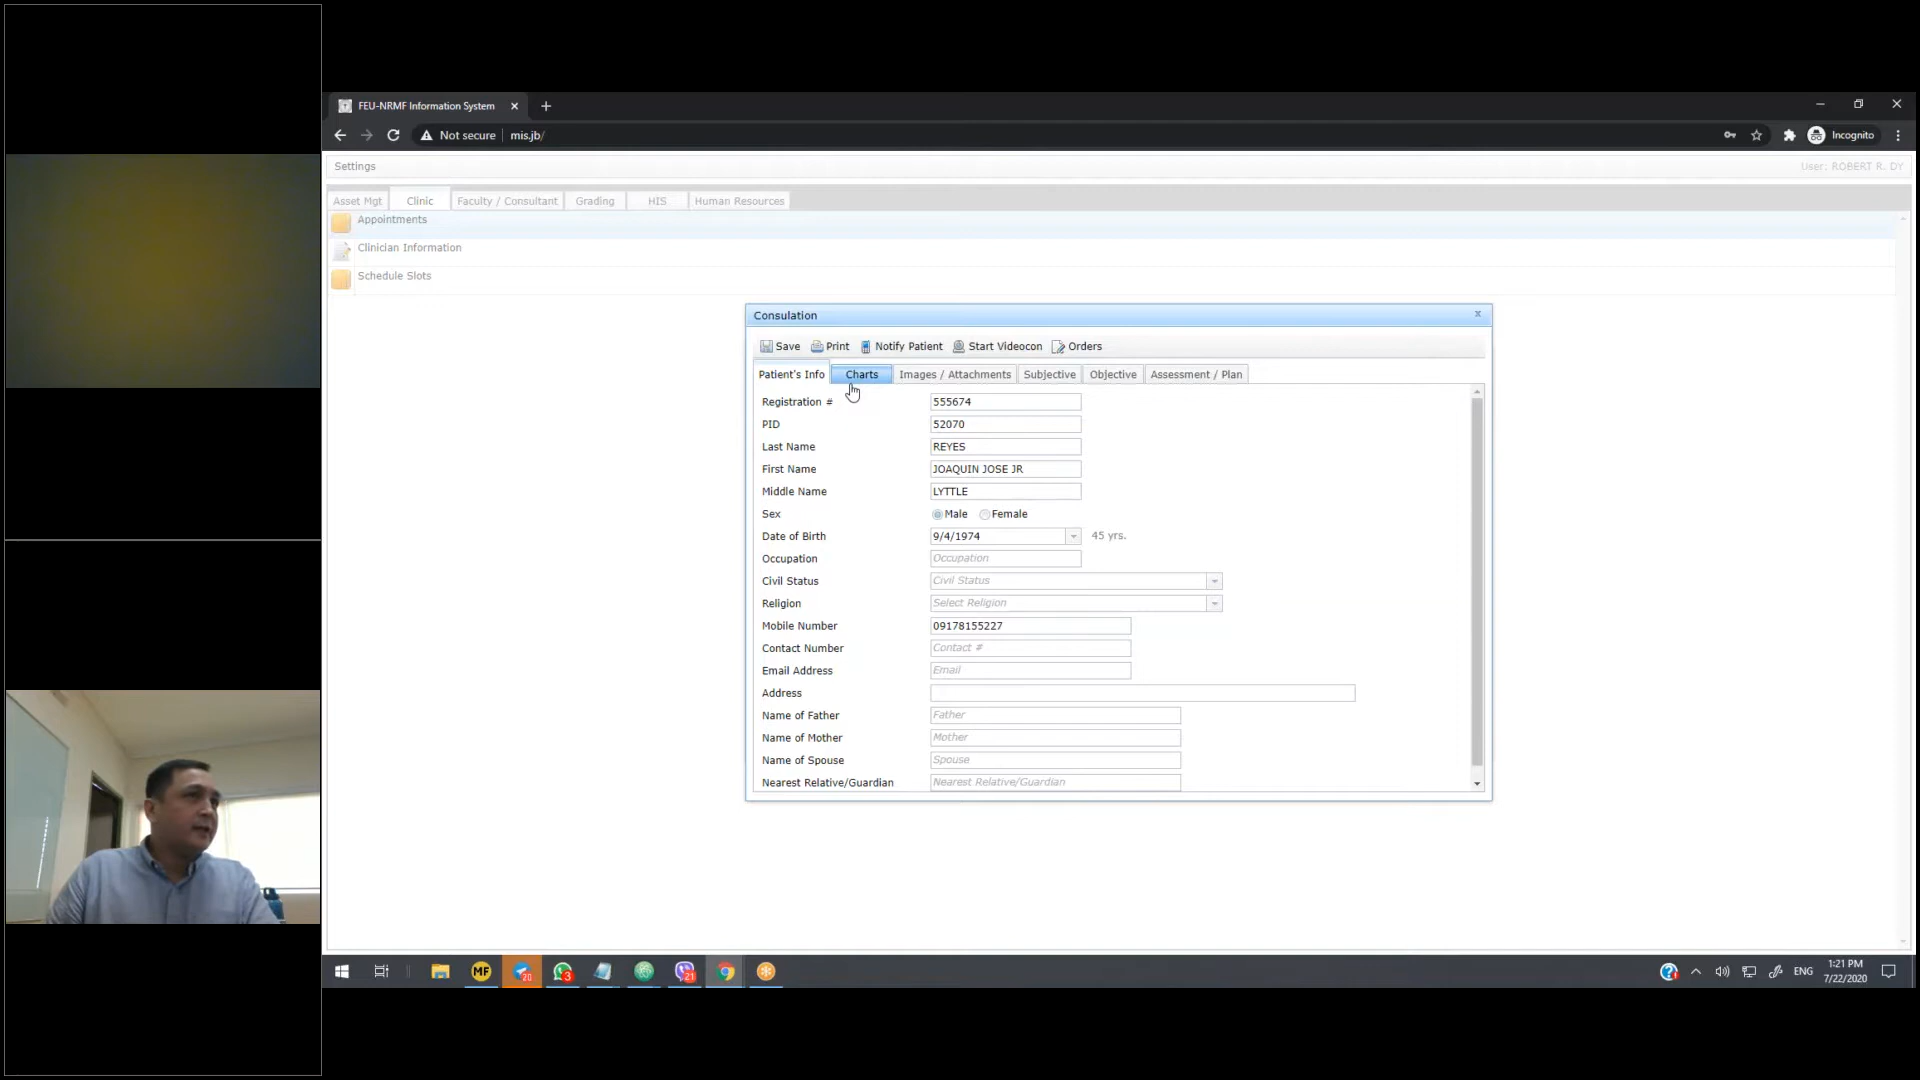 FEU-NRMF Information System
Not secure mis.jb/ Incognito
Settings User: ROBERT R. DY
Asset Mgt Clinic Faculty / Consultant Grading HIS Human Resources
Appointments
Clinician Information
Schedule Slots
Consulation x
Save Print Notify Patient Start Videocon Orders
Patient's Info Charts Images / Attachments Subjective Objective Assessment / Plan
Registration # 555674
PID 52070
Last Name REYES
First Name JOAQUIN JOSE JR
Middle Name LYTTLE
Sex Male Female
Date of Birth 9/4/1974 45 yrs.
Occupation Occupation
Civil Status Civil Status
Religion Select Religion
Mobile Number 09178155227
Contact Number Contact #
Email Address Email
Address
Name of Father Father
Name of Mother Mother
Name of Spouse Spouse
Nearest Relative/Guardian Nearest Relative/Guardian
MF 20 3 21 ENG 1:21 PM
7/22/2020